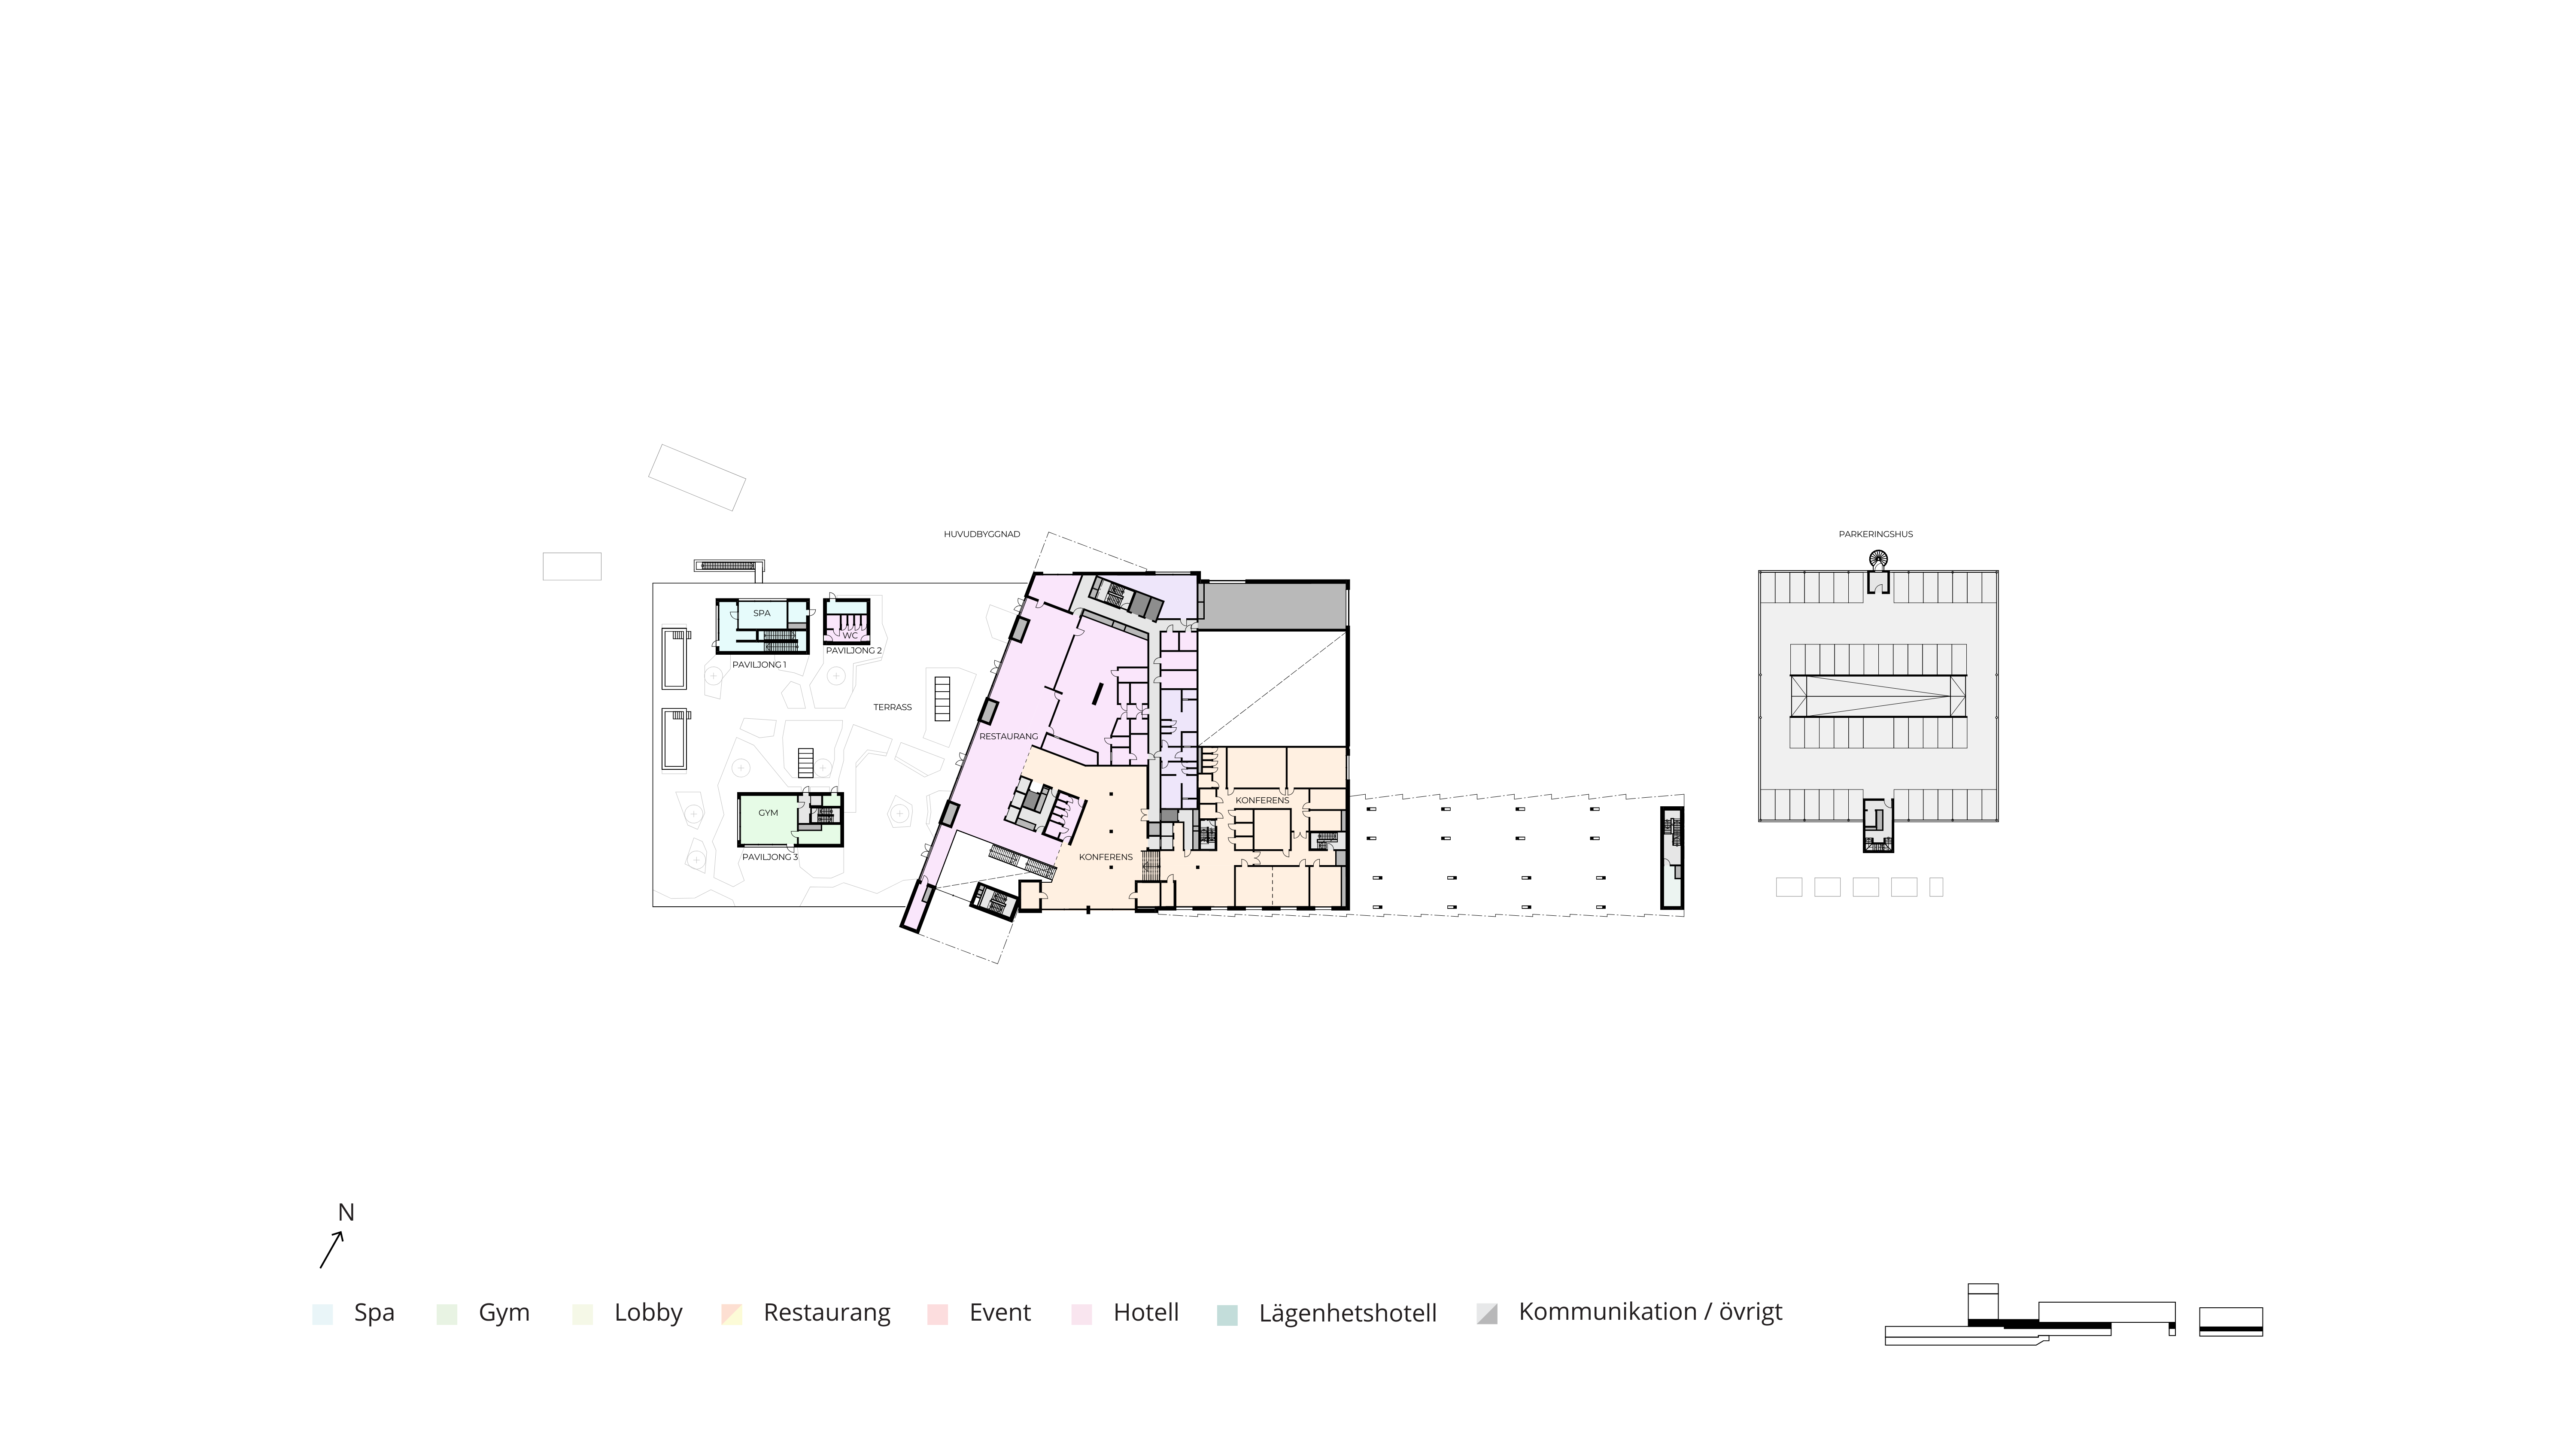 HUVUDBYGGNAD
PARKERINGSHUS
SPA
WC
PAVILJONG 1
PAVILJONG 2
TERRASS
RESTAURANG
GYM
KONFERENS
PAVILJONG 3
KONFERENS
N
Spa
Gym
Lobby
Restaurang
Event
Hotell
Lägenhetshotell
Kommunikation / övrigt